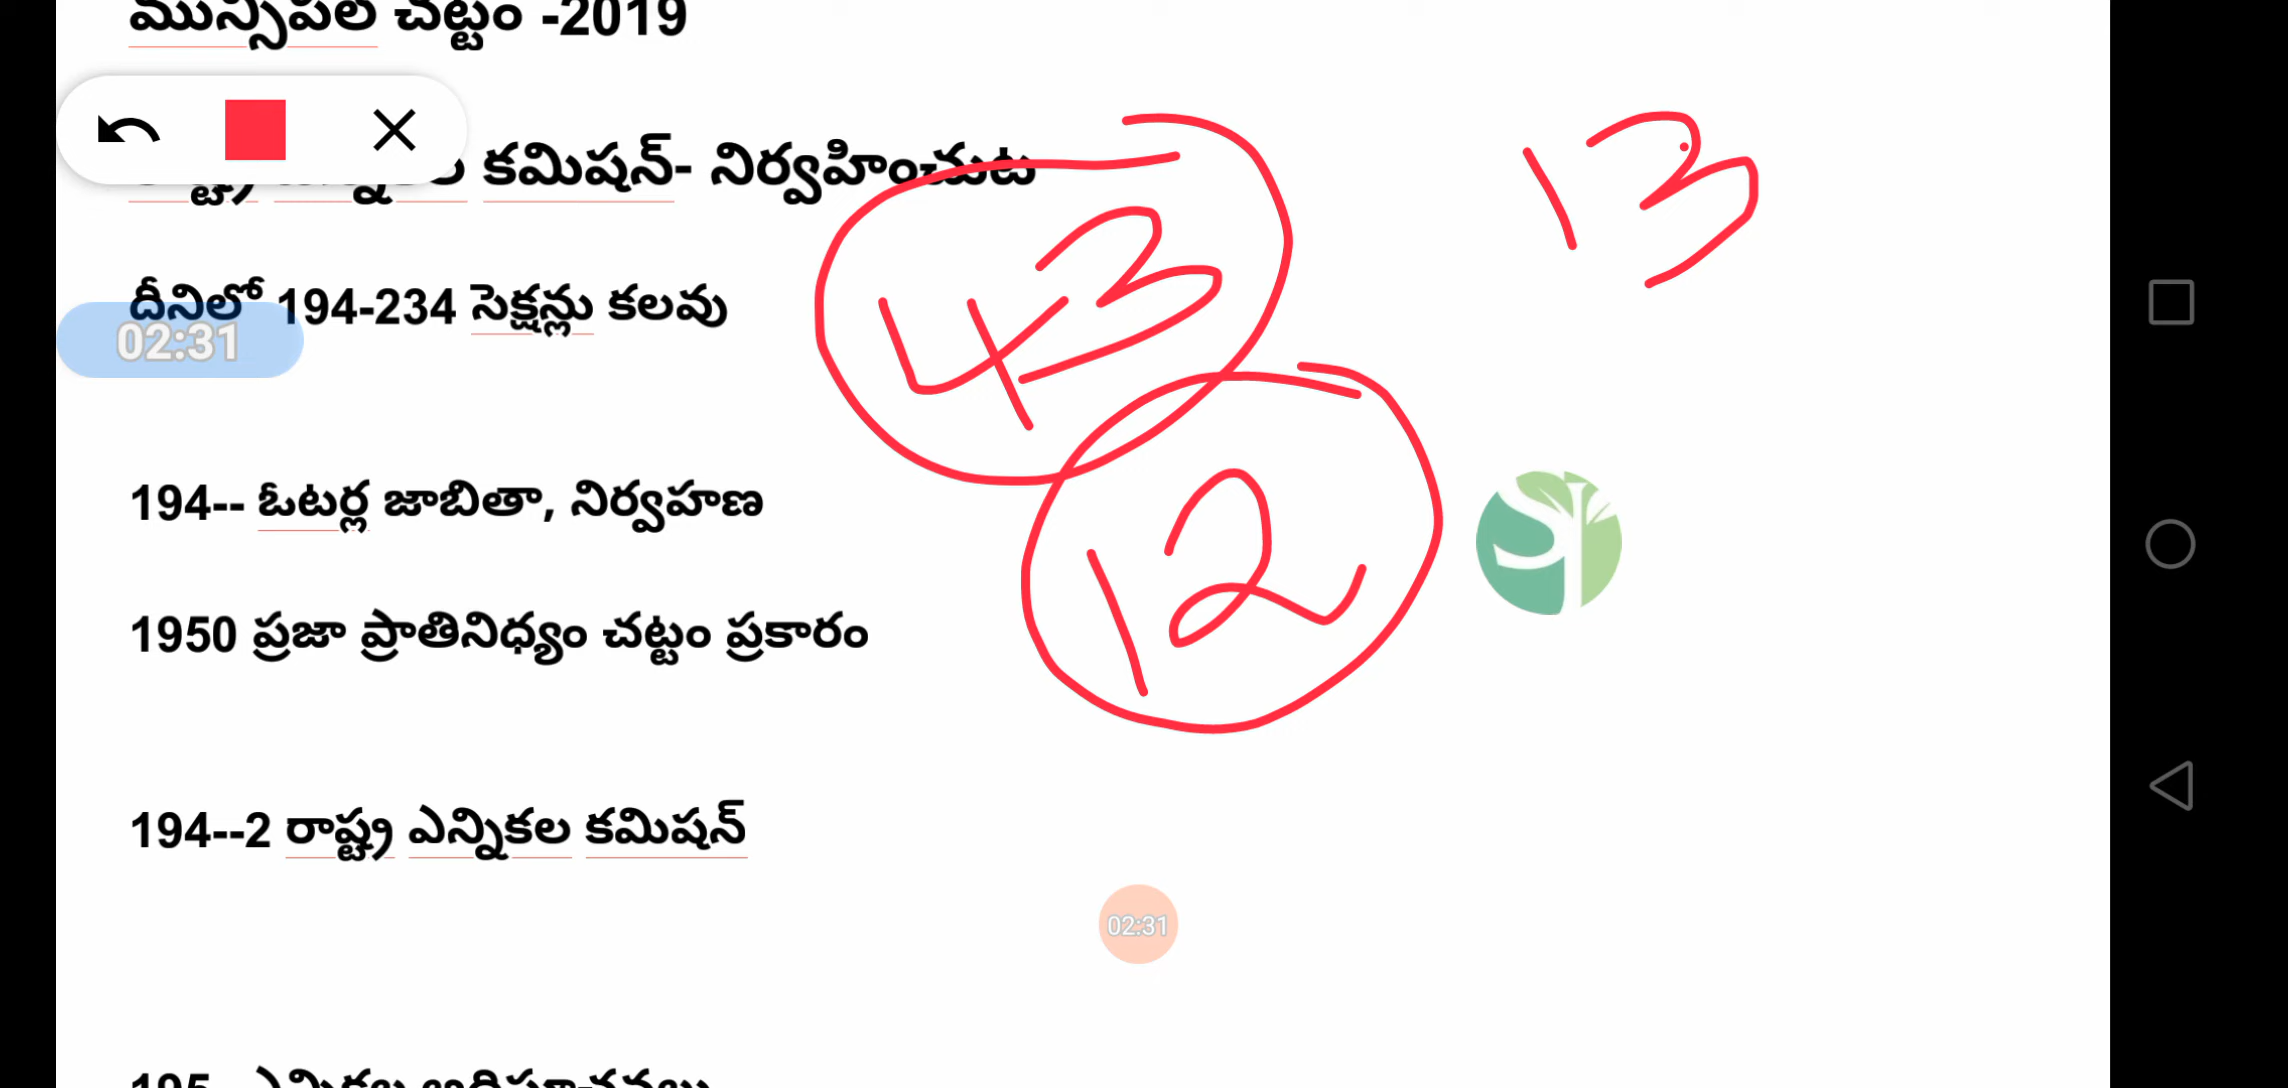 మున్సిపల్ చట్టం -2019
కమిషన్- నిర్వహించుట
13
దీనిలో 194-234 సెక్షన్లు కలవు
43
02:31
194-- ఓటర్ల జాబితా, నిర్వహణ
12
1950 ప్రజా ప్రాతినిధ్యం చట్టం ప్రకారం
194--2 రాష్ట్ర ఎన్నికల కమిషన్
02:31